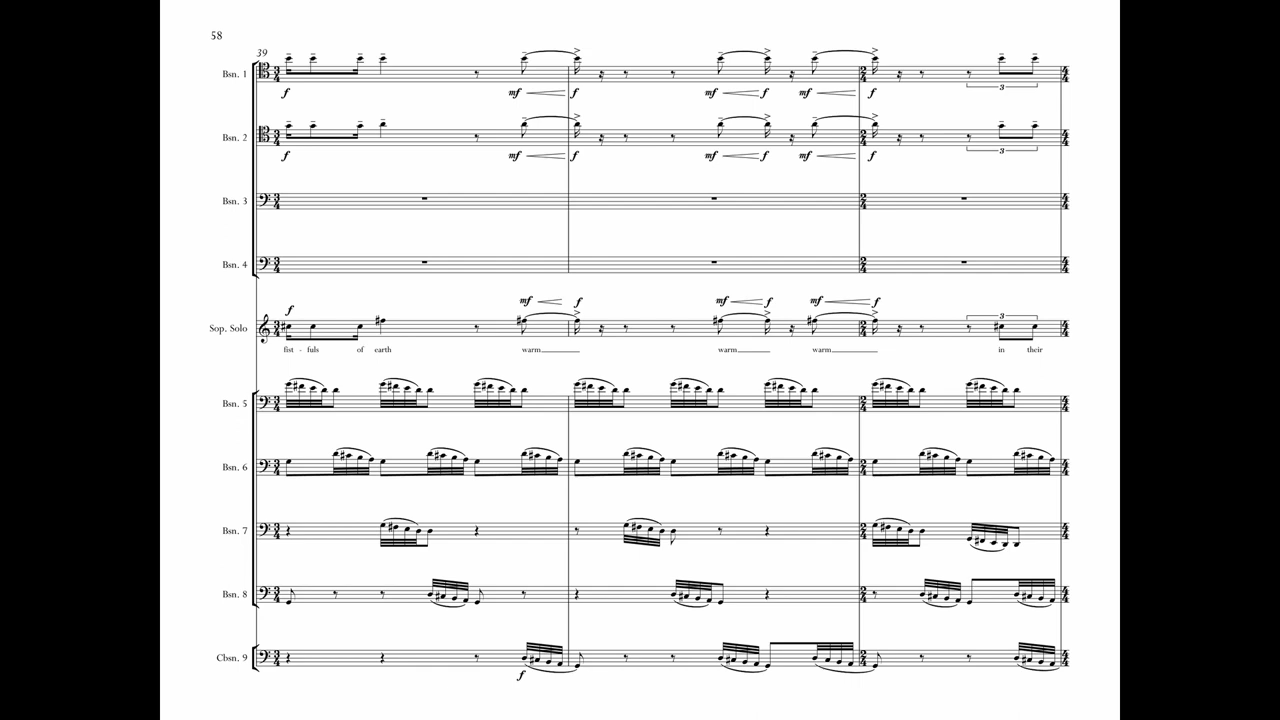 58
39
Bsn. 1
f mf f mf f mf f 3
Bsn. 2
f mf f mf f mf f 3
Bsn. 3
Bsn. 4
f mf f mf f mf f 3
Sop. Solo
fist - fuls of earth warm warm warm in their
Bsn. 5
Bsn. 6
Bsn. 7
Bsn. 8
Cbsn. 9
f